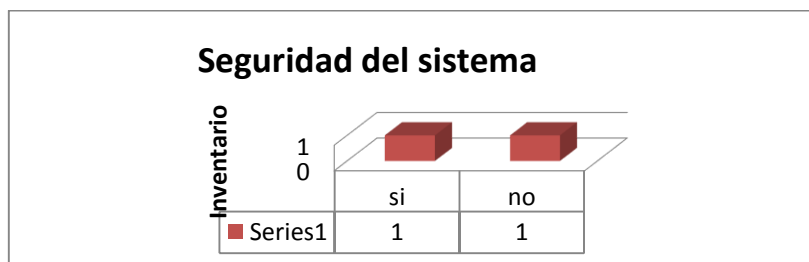 Seguridad del sistema
Inventario
1
0
si no
Series1 1 1